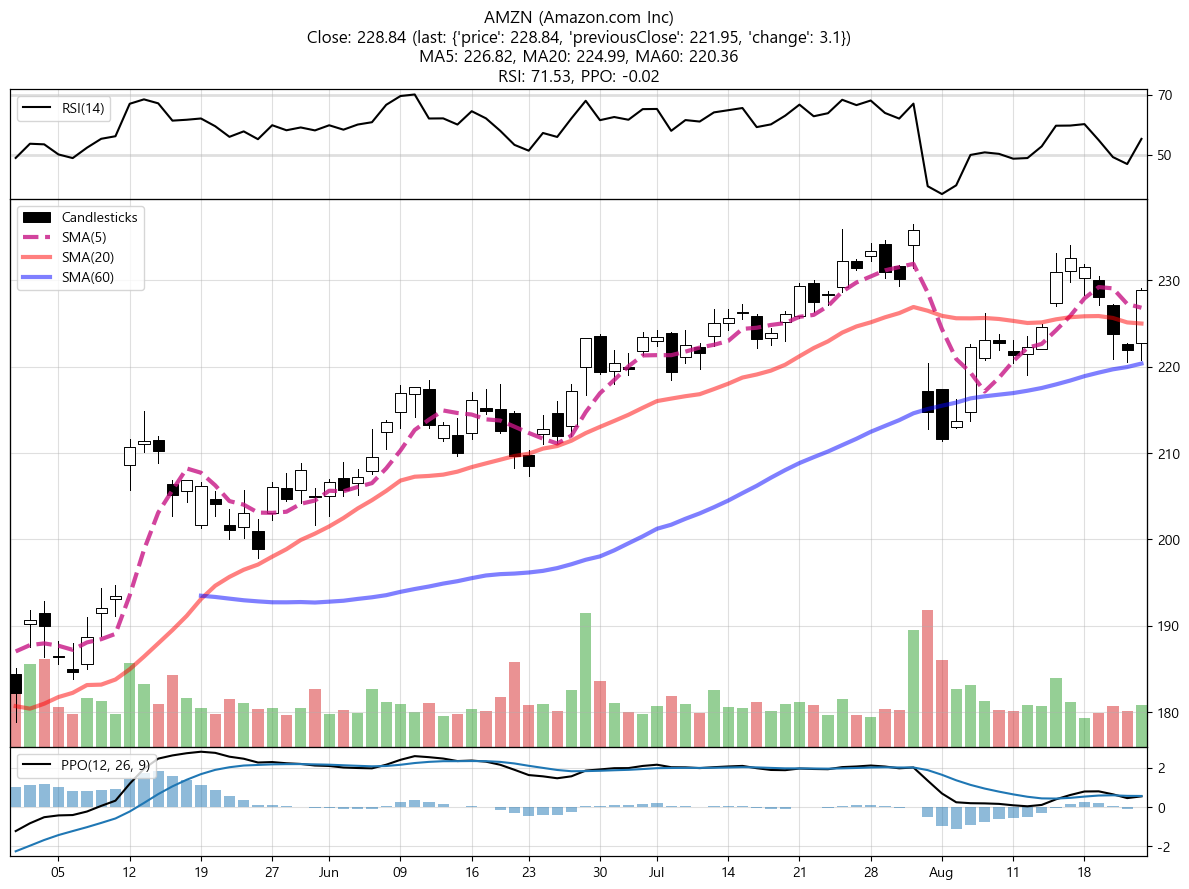 AMZN (Amazon.com Inc)
Close: 228.84 (last: {'price': 228.84, 'previousClose': 221.95, 'change': 3.1})
MA5: 226.82, MA20: 224.99, MA60: 220.36
RSI: 71.53, PPO: -0.02
RSI(14)
70
50
Candlesticks
SMA(5)
SMA(20)
SMA(60)
230
220
210
200
190
180
PPO(12, 26, 9)
2
0
-2
05 12 19 27 Jun 09 16 23 30 Jul 14 21 28 Aug 11 18